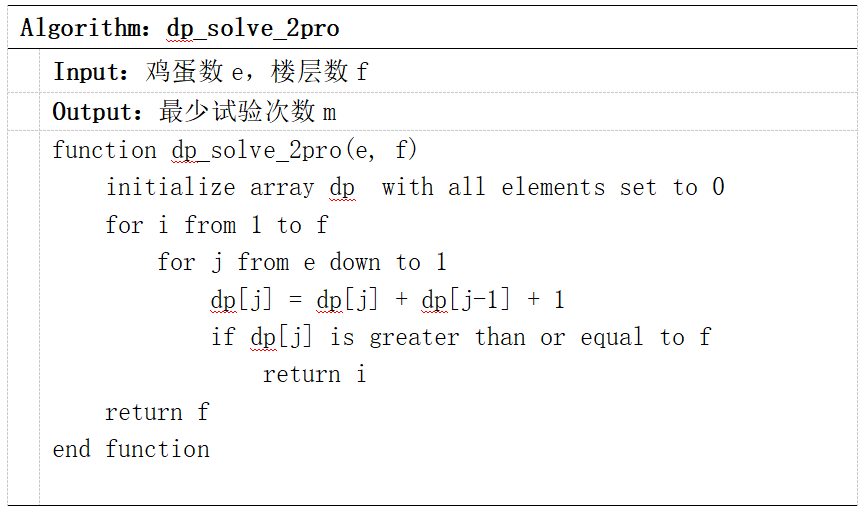 Algorithm：dp_solve_2pro
Input：鸡蛋数 e，楼层数 f
Output：最少试验次数 m
function dp_solve_2pro(e, f)
    initialize array dp  with all elements set to 0
    for i from 1 to f
        for j from e down to 1
            dp[j] = dp[j] + dp[j-1] + 1
            if dp[j] is greater than or equal to f
                return i
    return f
end function